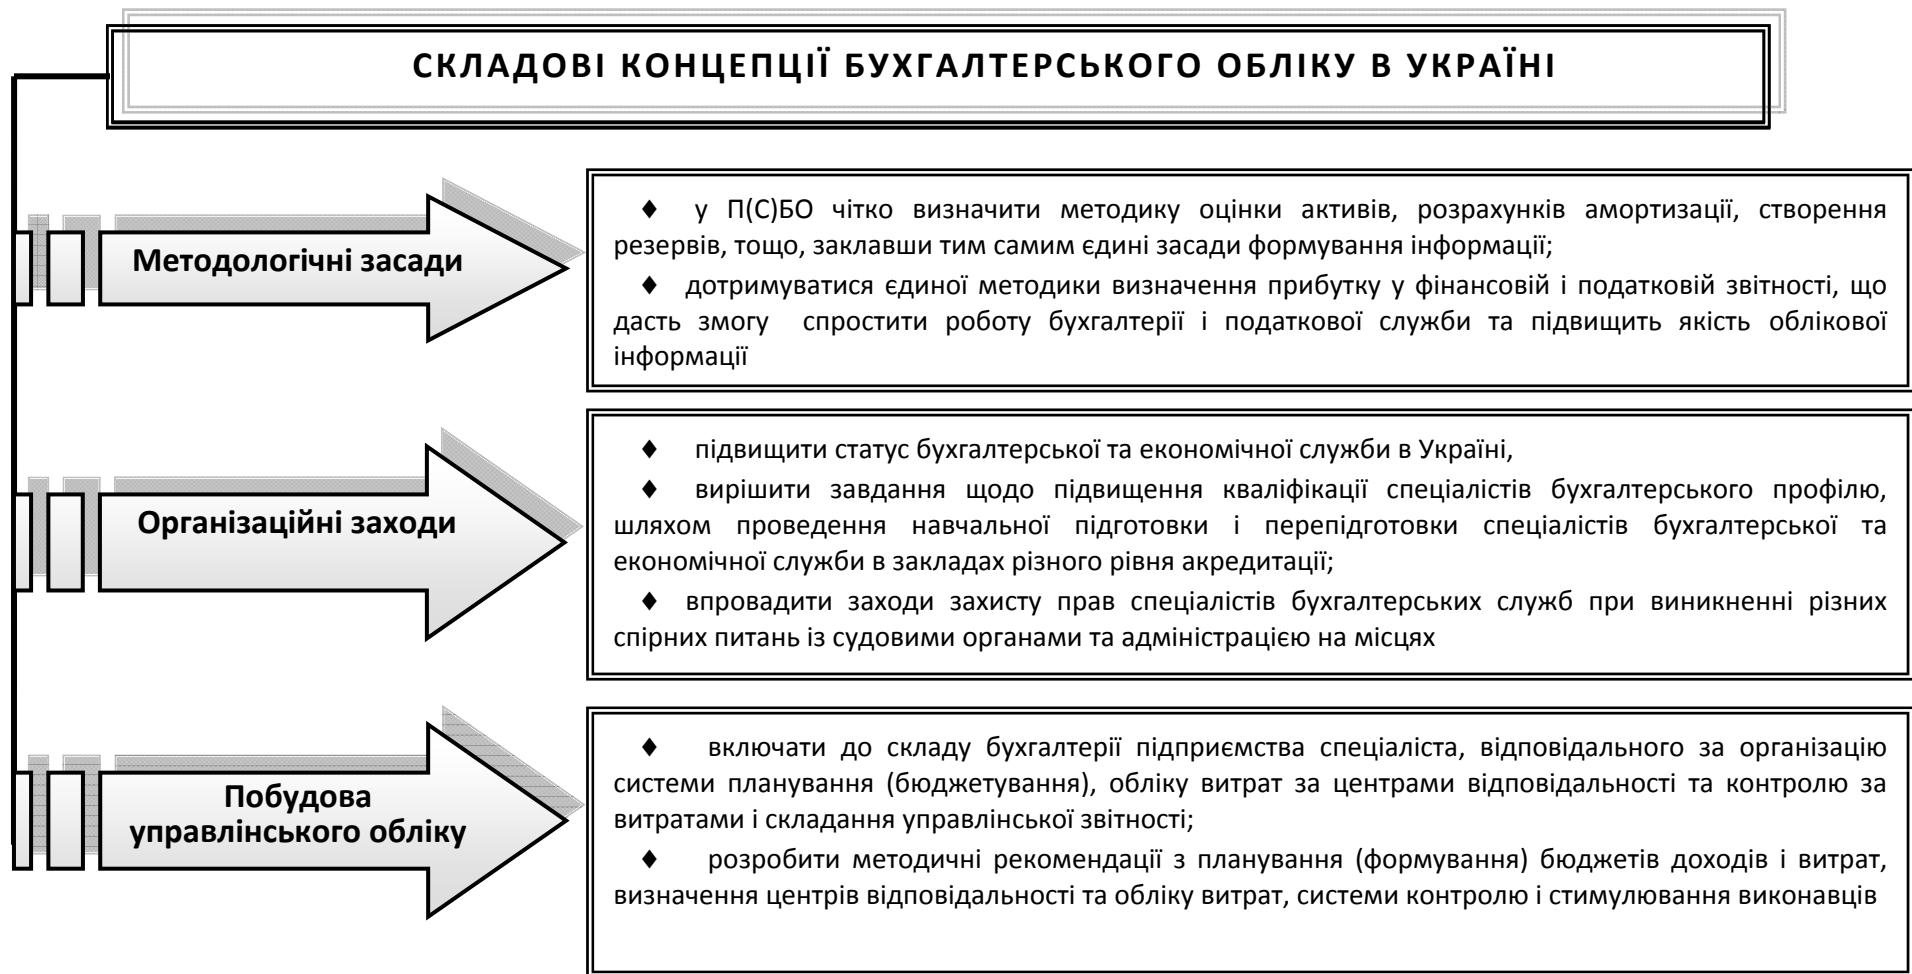 СКЛАДОВІ КОНЦЕПЦІЇ БУХГАЛТЕРСЬКОГО ОБЛІКУ В УКРАЇНІ
Методологічні засади
♦ у П(С)БО чітко визначити методику оцінки активів, розрахунків амортизації, створення
резервів, тощо, заклавши тим самим єдині засади формування інформації;
♦ дотримуватися єдиної методики визначення прибутку у фінансовій і податковій звітності, що
дасть змогу спростити роботу бухгалтерії і податкової служби та підвищить якість облікової
інформації
Організаційні заходи
♦ підвищити статус бухгалтерської та економічної служби в Україні,
♦ вирішити завдання щодо підвищення кваліфікації спеціалістів бухгалтерського профілю,
шляхом проведення навчальної підготовки і перепідготовки спеціалістів бухгалтерської та
економічної служби в закладах різного рівня акредитації;
♦ впровадити заходи захисту прав спеціалістів бухгалтерських служб при виникненні різних
спірних питань із судовими органами та адміністрацією на місцях
Побудова
управлінського обліку
♦ включати до складу бухгалтерії підприємства спеціаліста, відповідального за організацію
системи планування (бюджетування), обліку витрат за центрами відповідальності та контролю за
витратами і складання управлінської звітності;
♦ розробити методичні рекомендації з планування (формування) бюджетів доходів і витрат,
визначення центрів відповідальності та обліку витрат, системи контролю і стимулювання виконавців